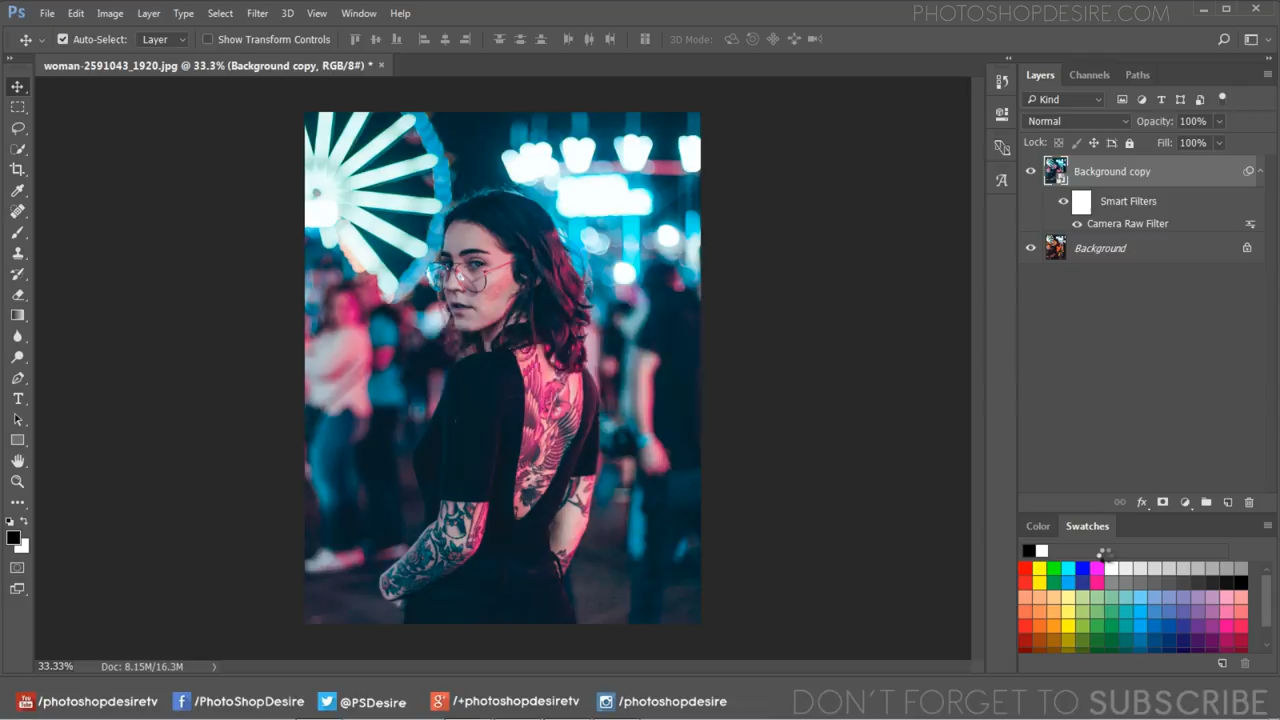 Ps File Edit Image Layer Type Select Filter 3D View Window Help
PHOTOSHOPDESIRE.COM
Auto-Select: Layer Show Transform Controls 3D Mode:
woman-2591043_1920.jpg @ 33.3% (Background copy, RGB/8#) * ×
Layers Channels Paths
Kind
Normal Opacity: 100%
Lock: Fill: 100%
Background copy
Smart Filters
Camera Raw Filter
Background
Color Swatches
33.33% Doc: 8.15M/16.3M
/photoshopdesiretv /PhotoShopDesire @PSDesire /+photoshopdesiretv /photoshopdesire
DON'T FORGET TO SUBSCRIBE